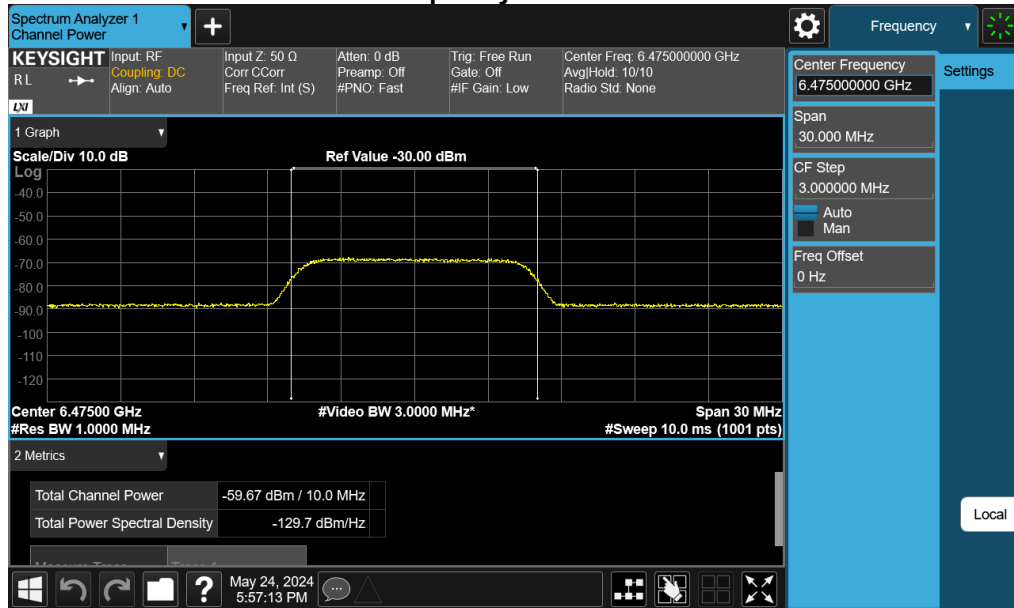 Spectrum Analyzer 1
Channel Power
+
Frequency
KEYSIGHT
RL
LXI
Input: RF
Coupling: DC
Align: Auto
Input Z: 50 Ω
Corr CCorr
Freq Ref: Int (S)
Atten: 0 dB
Preamp: Off
#PNO: Fast
Trig: Free Run
Gate: Off
#IF Gain: Low
Center Freq: 6.475000000 GHz
Avg|Hold: 10/10
Radio Std: None
Center Frequency
6.475000000 GHz
Settings
Span
30.000 MHz
CF Step
3.000000 MHz
Auto
Man
Freq Offset
0 Hz
Local
1 Graph
Scale/Div 10.0 dB
Ref Value -30.00 dBm
Log
-40.0
-50.0
-60.0
-70.0
-80.0
-90.0
-100
-110
-120
Center 6.47500 GHz
#Video BW 3.0000 MHz*
Span 30 MHz
#Res BW 1.0000 MHz
#Sweep 10.0 ms (1001 pts)
2 Metrics
Total Channel Power -59.67 dBm / 10.0 MHz
Total Power Spectral Density -129.7 dBm/Hz
?
May 24, 2024
5:57:13 PM